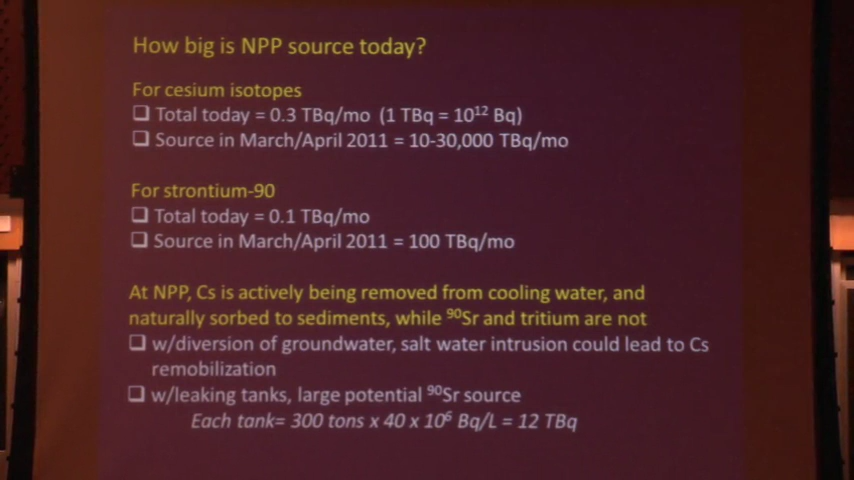 How big is NPP source today?
For cesium isotopes
❑ Total today = 0.3 TBq/mo (1 TBq = 10¹² Bq)
❑ Source in March/April 2011 = 10-30,000 TBq/mo
For strontium-90
❑ Total today = 0.1 TBq/mo
❑ Source in March/April 2011 = 100 TBq/mo
At NPP, Cs is actively being removed from cooling water, and
naturally sorbed to sediments, while ⁹⁰Sr and tritium are not
❑ w/diversion of groundwater, salt water intrusion could lead to Cs
remobilization
❑ w/leaking tanks, large potential ⁹⁰Sr source
Each tank= 300 tons x 40 x 10⁶ Bq/L = 12 TBq